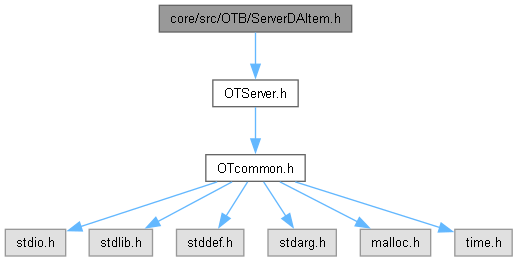 core/src/OTB/ServerDAItem.h
OTServer.h
OTcommon.h
stdio.h
stdlib.h
stddef.h
stdarg.h
malloc.h
time.h